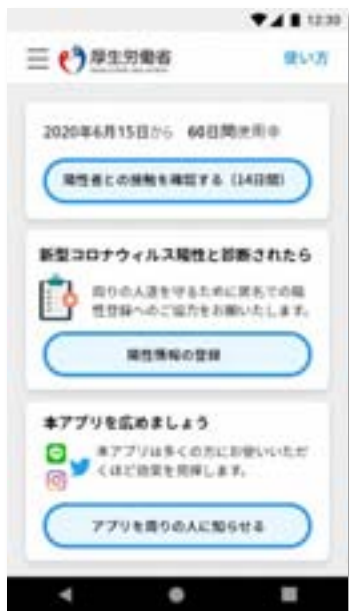 12:30
厚生労働省
使い方
2020年6月15日から 60日間使用中
陽性者との接触を確認する（14日間）
新型コロナウィルス陽性と診断されたら
周りの人達を守るために匿名での陽
性登録へのご協力をお願いいたします。
陽性情報の登録
本アプリを広めましょう
本アプリは多くの方にお使いいただ
くほど効果を発揮します。
アプリを周りの人に知らせる